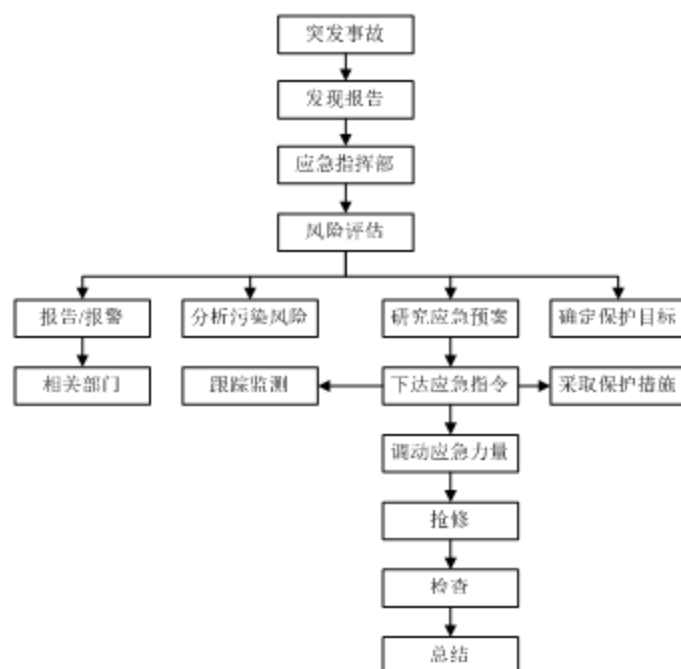 突发事故
发现报告
应急指挥部
风险评估
报告/报警
分析污染风险
研究应急预案
确定保护目标
相关部门
跟踪监测
下达应急指令
采取保护措施
调动应急力量
抢修
检查
总结